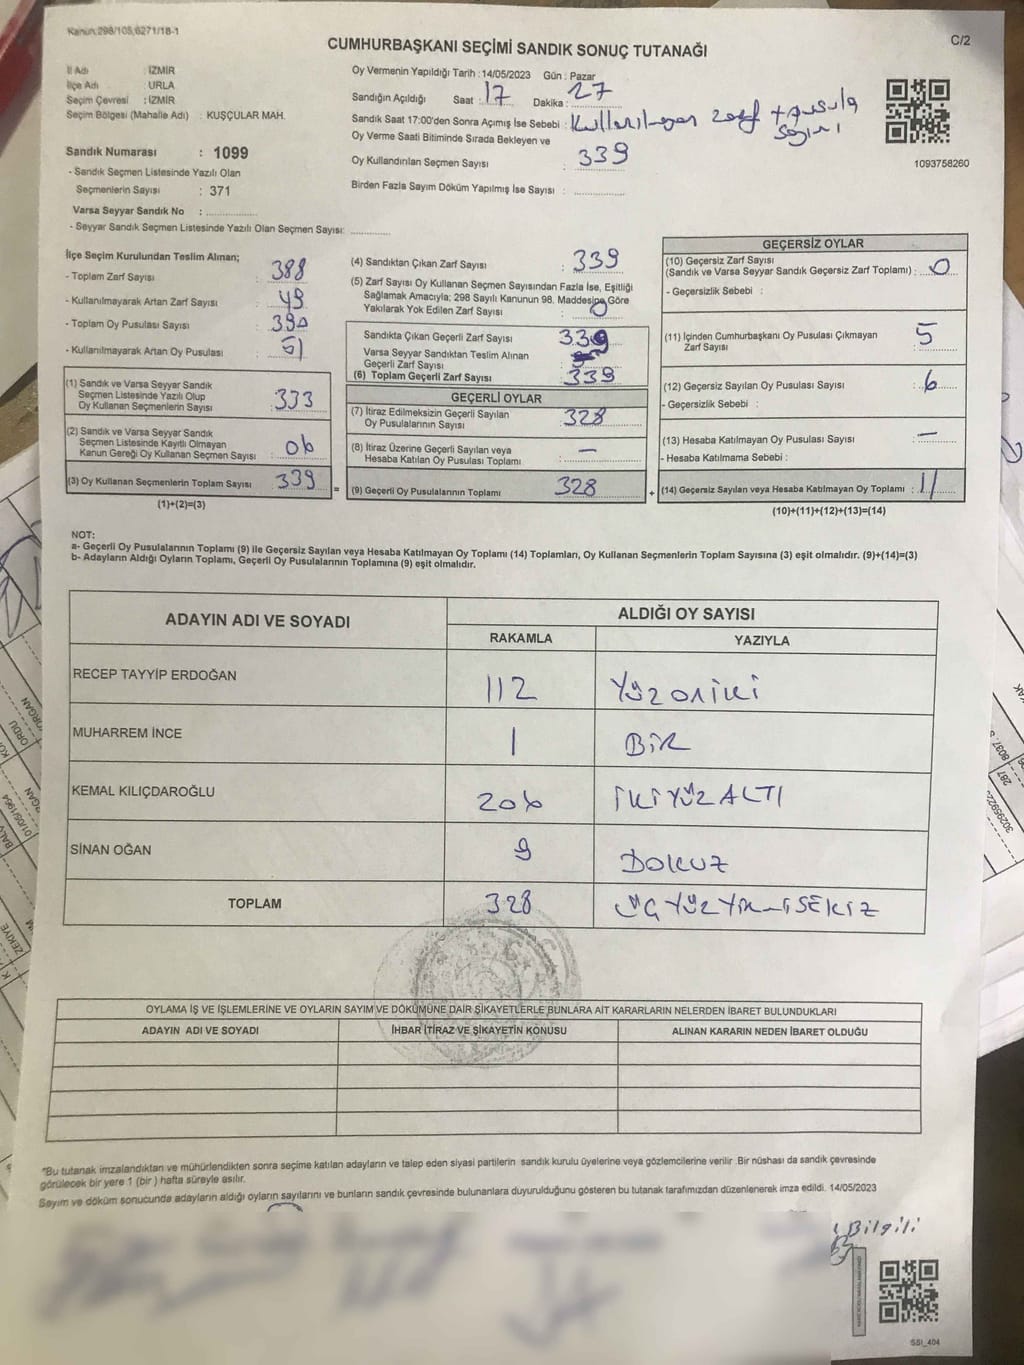 Kanun:298/105,6271/18-1
C/2
CUMHURBAŞKANI SEÇİMİ SANDIK SONUÇ TUTANAĞI
İl Adı : İZMİR
İlçe Adı : URLA
Seçim Çevresi : İZMİR
Seçim Bölgesi (Mahalle Adı) : KUŞÇULAR MAH.
Sandık Numarası : 1099
- Sandık Seçmen Listesinde Yazılı Olan
Seçmenlerin Sayısı : 371
Varsa Seyyar Sandık No :
- Seyyar Sandık Seçmen Listesinde Yazılı Olan Seçmen Sayısı:
Oy Vermenin Yapıldığı Tarih : 14/05/2023 Gün : Pazar
Sandığın Açıldığı Saat : 17 Dakika : 27
Sandık Saat 17:00'den Sonra Açımış İse Sebebi : Kullanılmayan zarf + pusula
sayımı
Oy Verme Saati Bitiminde Sırada Bekleyen ve
Oy Kullandırılan Seçmen Sayısı : 339
Birden Fazla Sayım Döküm Yapılmış İse Sayısı :
1093758260
İlçe Seçim Kurulundan Teslim Alınan;
- Toplam Zarf Sayısı : 388
- Kullanılmayarak Artan Zarf Sayısı : 49
- Toplam Oy Pusulası Sayısı : 390
- Kullanılmayarak Artan Oy Pusulası : 51
(1) Sandık ve Varsa Seyyar Sandık
Seçmen Listesinde Yazılı Olup
Oy Kullanan Seçmenlerin Sayısı : 333
(2) Sandık ve Varsa Seyyar Sandık
Seçmen Listesinde Kayıtlı Olmayan
Kanun Gereği Oy Kullanan Seçmen Sayısı : 06
(3) Oy Kullanan Seçmenlerin Toplam Sayısı : 339
(1)+(2)=(3)
(4) Sandıktan Çıkan Zarf Sayısı : 339
(5) Zarf Sayısı Oy Kullanan Seçmen Sayısından Fazla İse, Eşitliği
Sağlamak Amacıyla; 298 Sayılı Kanunun 98. Maddesine Göre
Yakılarak Yok Edilen Zarf Sayısı : 0
Sandıkta Çıkan Geçerli Zarf Sayısı : 339
Varsa Seyyar Sandıktan Teslim Alınan
Geçerli Zarf Sayısı :
(6) Toplam Geçerli Zarf Sayısı : 339
GEÇERLİ OYLAR
(7) İtiraz Edilmeksizin Geçerli Sayılan
Oy Pusulalarının Sayısı : 328
(8) İtiraz Üzerine Geçerli Sayılan veya
Hesaba Katılan Oy Pusulası Toplamı : –
= (9) Geçerli Oy Pusulalarının Toplamı 328
GEÇERSİZ OYLAR
(10) Geçersiz Zarf Sayısı
(Sandık ve Varsa Seyyar Sandık Geçersiz Zarf Toplamı) : 0
- Geçersizlik Sebebi :
(11) İçinden Cumhurbaşkanı Oy Pusulası Çıkmayan
Zarf Sayısı : 5
(12) Geçersiz Sayılan Oy Pusulası Sayısı : 6
- Geçersizlik Sebebi :
(13) Hesaba Katılmayan Oy Pusulası Sayısı : –
- Hesaba Katılmama Sebebi :
+ (14) Geçersiz Sayılan veya Hesaba Katılmayan Oy Toplamı : 11
(10)+(11)+(12)+(13)=(14)
NOT:
a- Geçerli Oy Pusulalarının Toplamı (9) ile Geçersiz Sayılan veya Hesaba Katılmayan Oy Toplamı (14) Toplamları, Oy Kullanan Seçmenlerin Toplam Sayısına (3) eşit olmalıdır. (9)+(14)=(3)
b- Adayların Aldığı Oyların Toplamı, Geçerli Oy Pusulalarının Toplamına (9) eşit olmalıdır.
ADAYIN ADI VE SOYADI ALDIĞI OY SAYISI
RAKAMLA YAZIYLA
RECEP TAYYİP ERDOĞAN 112 Yüz oniki
MUHARREM İNCE 1 BİR
KEMAL KILIÇDAROĞLU 206 İKİ YÜZ ALTI
SİNAN OĞAN 9 DOKUZ
TOPLAM 328 ÜÇ YÜZ YİRMİ SEKİZ
OYLAMA İŞ VE İŞLEMLERİNE VE OYLARIN SAYIM VE DÖKÜMÜNE DAİR ŞİKAYETLERLE BUNLARA AİT KARARLARIN NELERDEN İBARET BULUNDUKLARI
ADAYIN ADI VE SOYADI İHBAR İTİRAZ VE ŞİKAYETİN KONUSU ALINAN KARARIN NEDEN İBARET OLDUĞU
*Bu tutanak imzalandıktan ve mühürlendikten sonra seçime katılan adayların ve talep eden siyasi partilerin sandık kurulu üyelerine veya gözlemcilerine verilir .Bir nüshası da sandık çevresinde
görülecek bir yere 1 (bir ) hafta süreyle asılır.
Sayım ve döküm sonucunda adayların aldığı oyların sayılarını ve bunların sandık çevresinde bulunanlara duyurulduğunu gösteren bu tutanak tarafımızdan düzenlenerek imza edildi. 14/05/2023
Bilgili
SSI_404
ORGAN
ORDU
01/05/1964
ZEKİYE
287